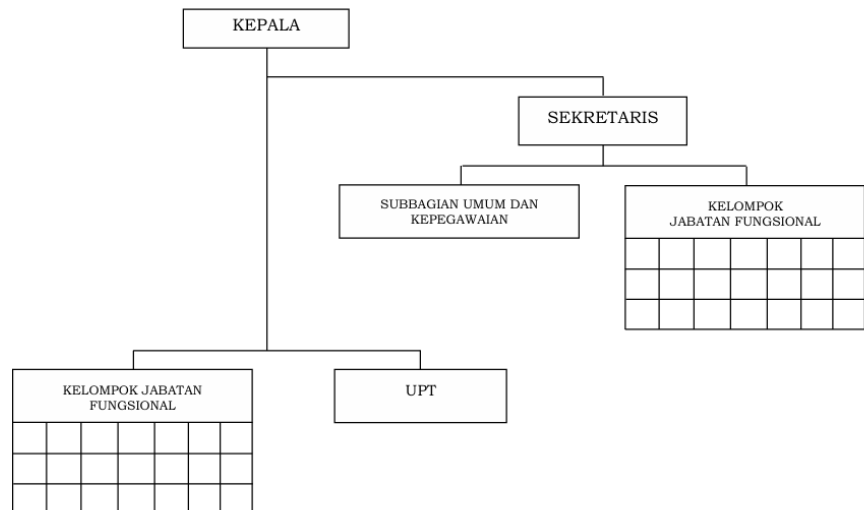 KEPALA
SEKRETARIS
SUBBAGIAN UMUM DAN
KEPEGAWAIAN
KELOMPOK
JABATAN FUNGSIONAL
KELOMPOK JABATAN
FUNGSIONAL
UPT